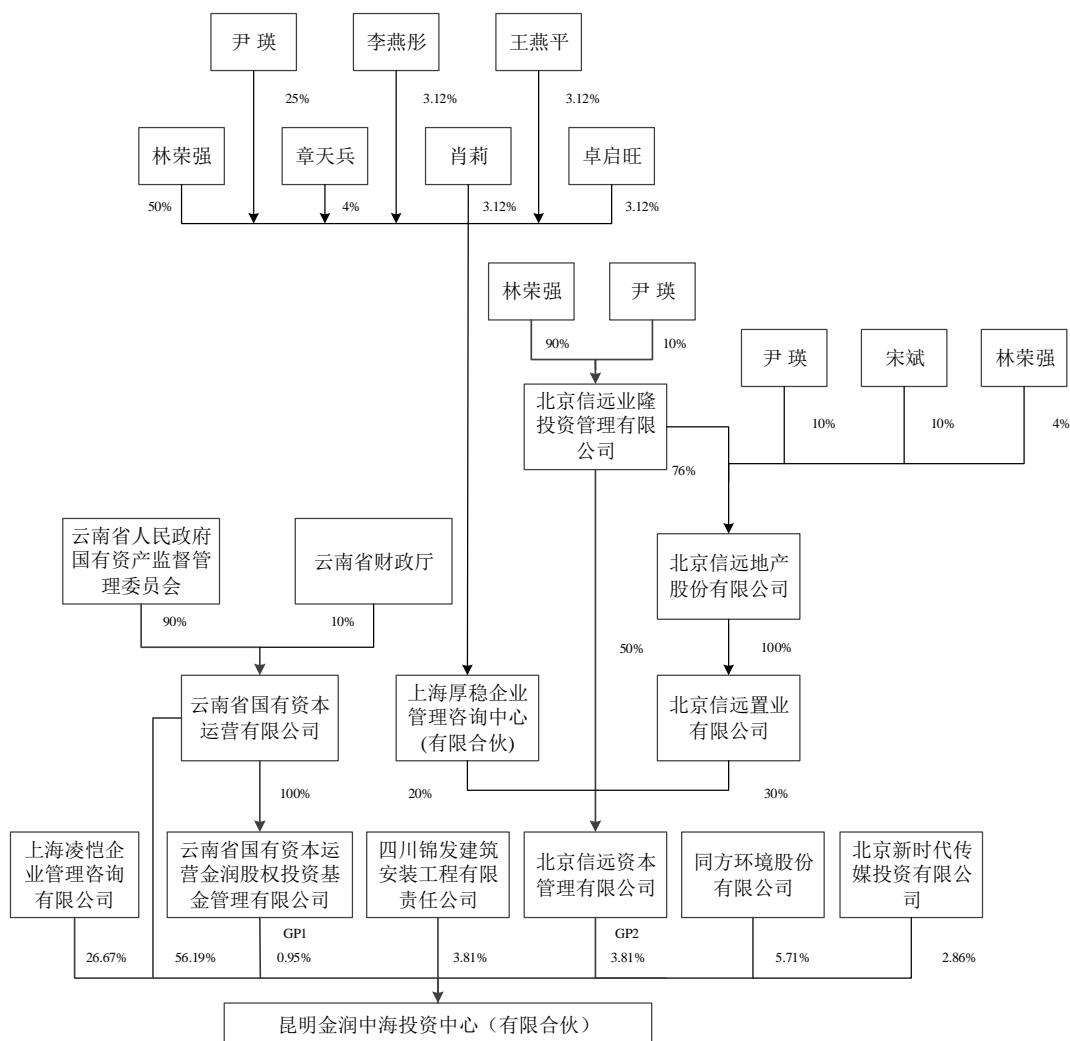 尹 瑛
李燕彤
王燕平
25%
3.12%
3.12%
林荣强
章天兵
肖莉
卓启旺
50%
4%
3.12%
3.12%
林荣强
尹 瑛
90%
10%
尹 瑛
宋斌
林荣强
10%
10%
4%
北京信远业隆
投资管理有限
公司
76%
云南省人民政府
国有资产监督管
理委员会
云南省财政厅
北京信远地产
股份有限公司
90%
10%
50%
100%
云南省国有资本
运营有限公司
上海厚稳企业
管理咨询中心
(有限合伙)
北京信远置业
有限公司
100%
20%
30%
上海凌恺企
业管理咨询
有限公司
云南省国有资本运
营金润股权投资基
金管理有限公司
四川锦发建筑
安装工程有限
责任公司
北京信远资本
管理有限公司
同方环境股份
有限公司
北京新时代传
媒投资有限公
司
GP1
GP2
26.67%
56.19%
0.95%
3.81%
3.81%
5.71%
2.86%
昆明金润中海投资中心（有限合伙）